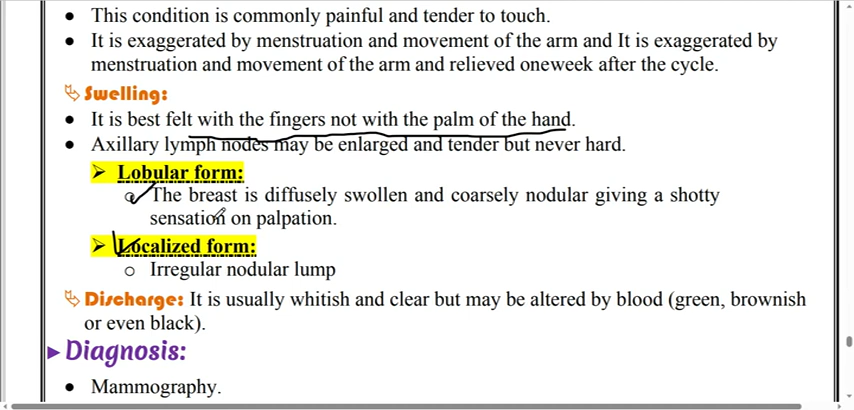 ● This condition is commonly painful and tender to touch.
● It is exaggerated by menstruation and movement of the arm and It is exaggerated by
menstruation and movement of the arm and relieved oneweek after the cycle.
Swelling:
● It is best felt with the fingers not with the palm of the hand.
● Axillary lymph nodes may be enlarged and tender but never hard.
➢ Lobular form:
o The breast is diffusely swollen and coarsely nodular giving a shotty
sensation on palpation.
➢ Localized form:
o Irregular nodular lump
Discharge: It is usually whitish and clear but may be altered by blood (green, brownish
or even black).
► Diagnosis:
● Mammography.